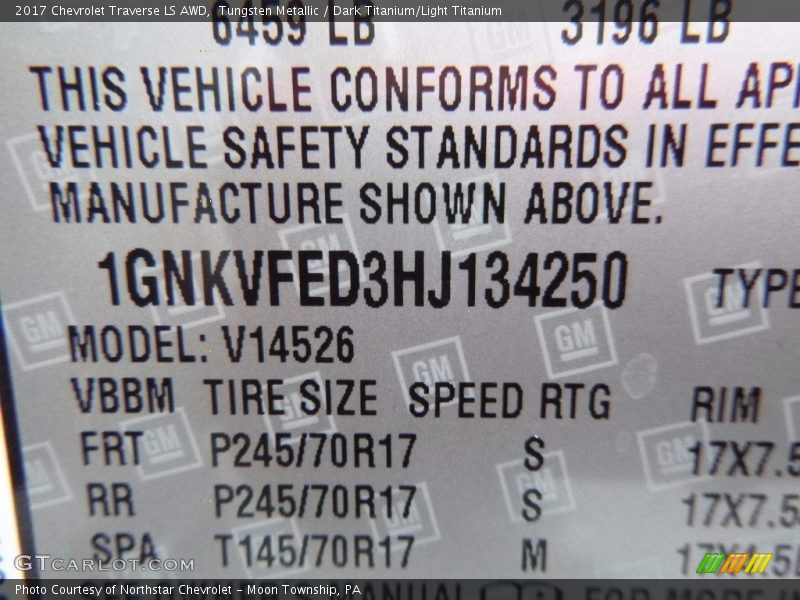 2017 Chevrolet Traverse LS AWD, Tungsten Metallic / Dark Titanium/Light Titanium
6459 LB 3196 LB
THIS VEHICLE CONFORMS TO ALL
VEHICLE SAFETY STANDARDS IN
MANUFACTURE SHOWN ABOVE.
1GNKVFED3HJ134250 TYPE
MODEL: V14526
VBBM TIRE SIZE SPEED RTG RIM
FRT P245/70R17 S 17X7.5
RR P245/70R17 S 17X7.5
SPA T145/70R17 M
GTCarLot.com
Photo Courtesy of Northstar Chevrolet - Moon Township, PA